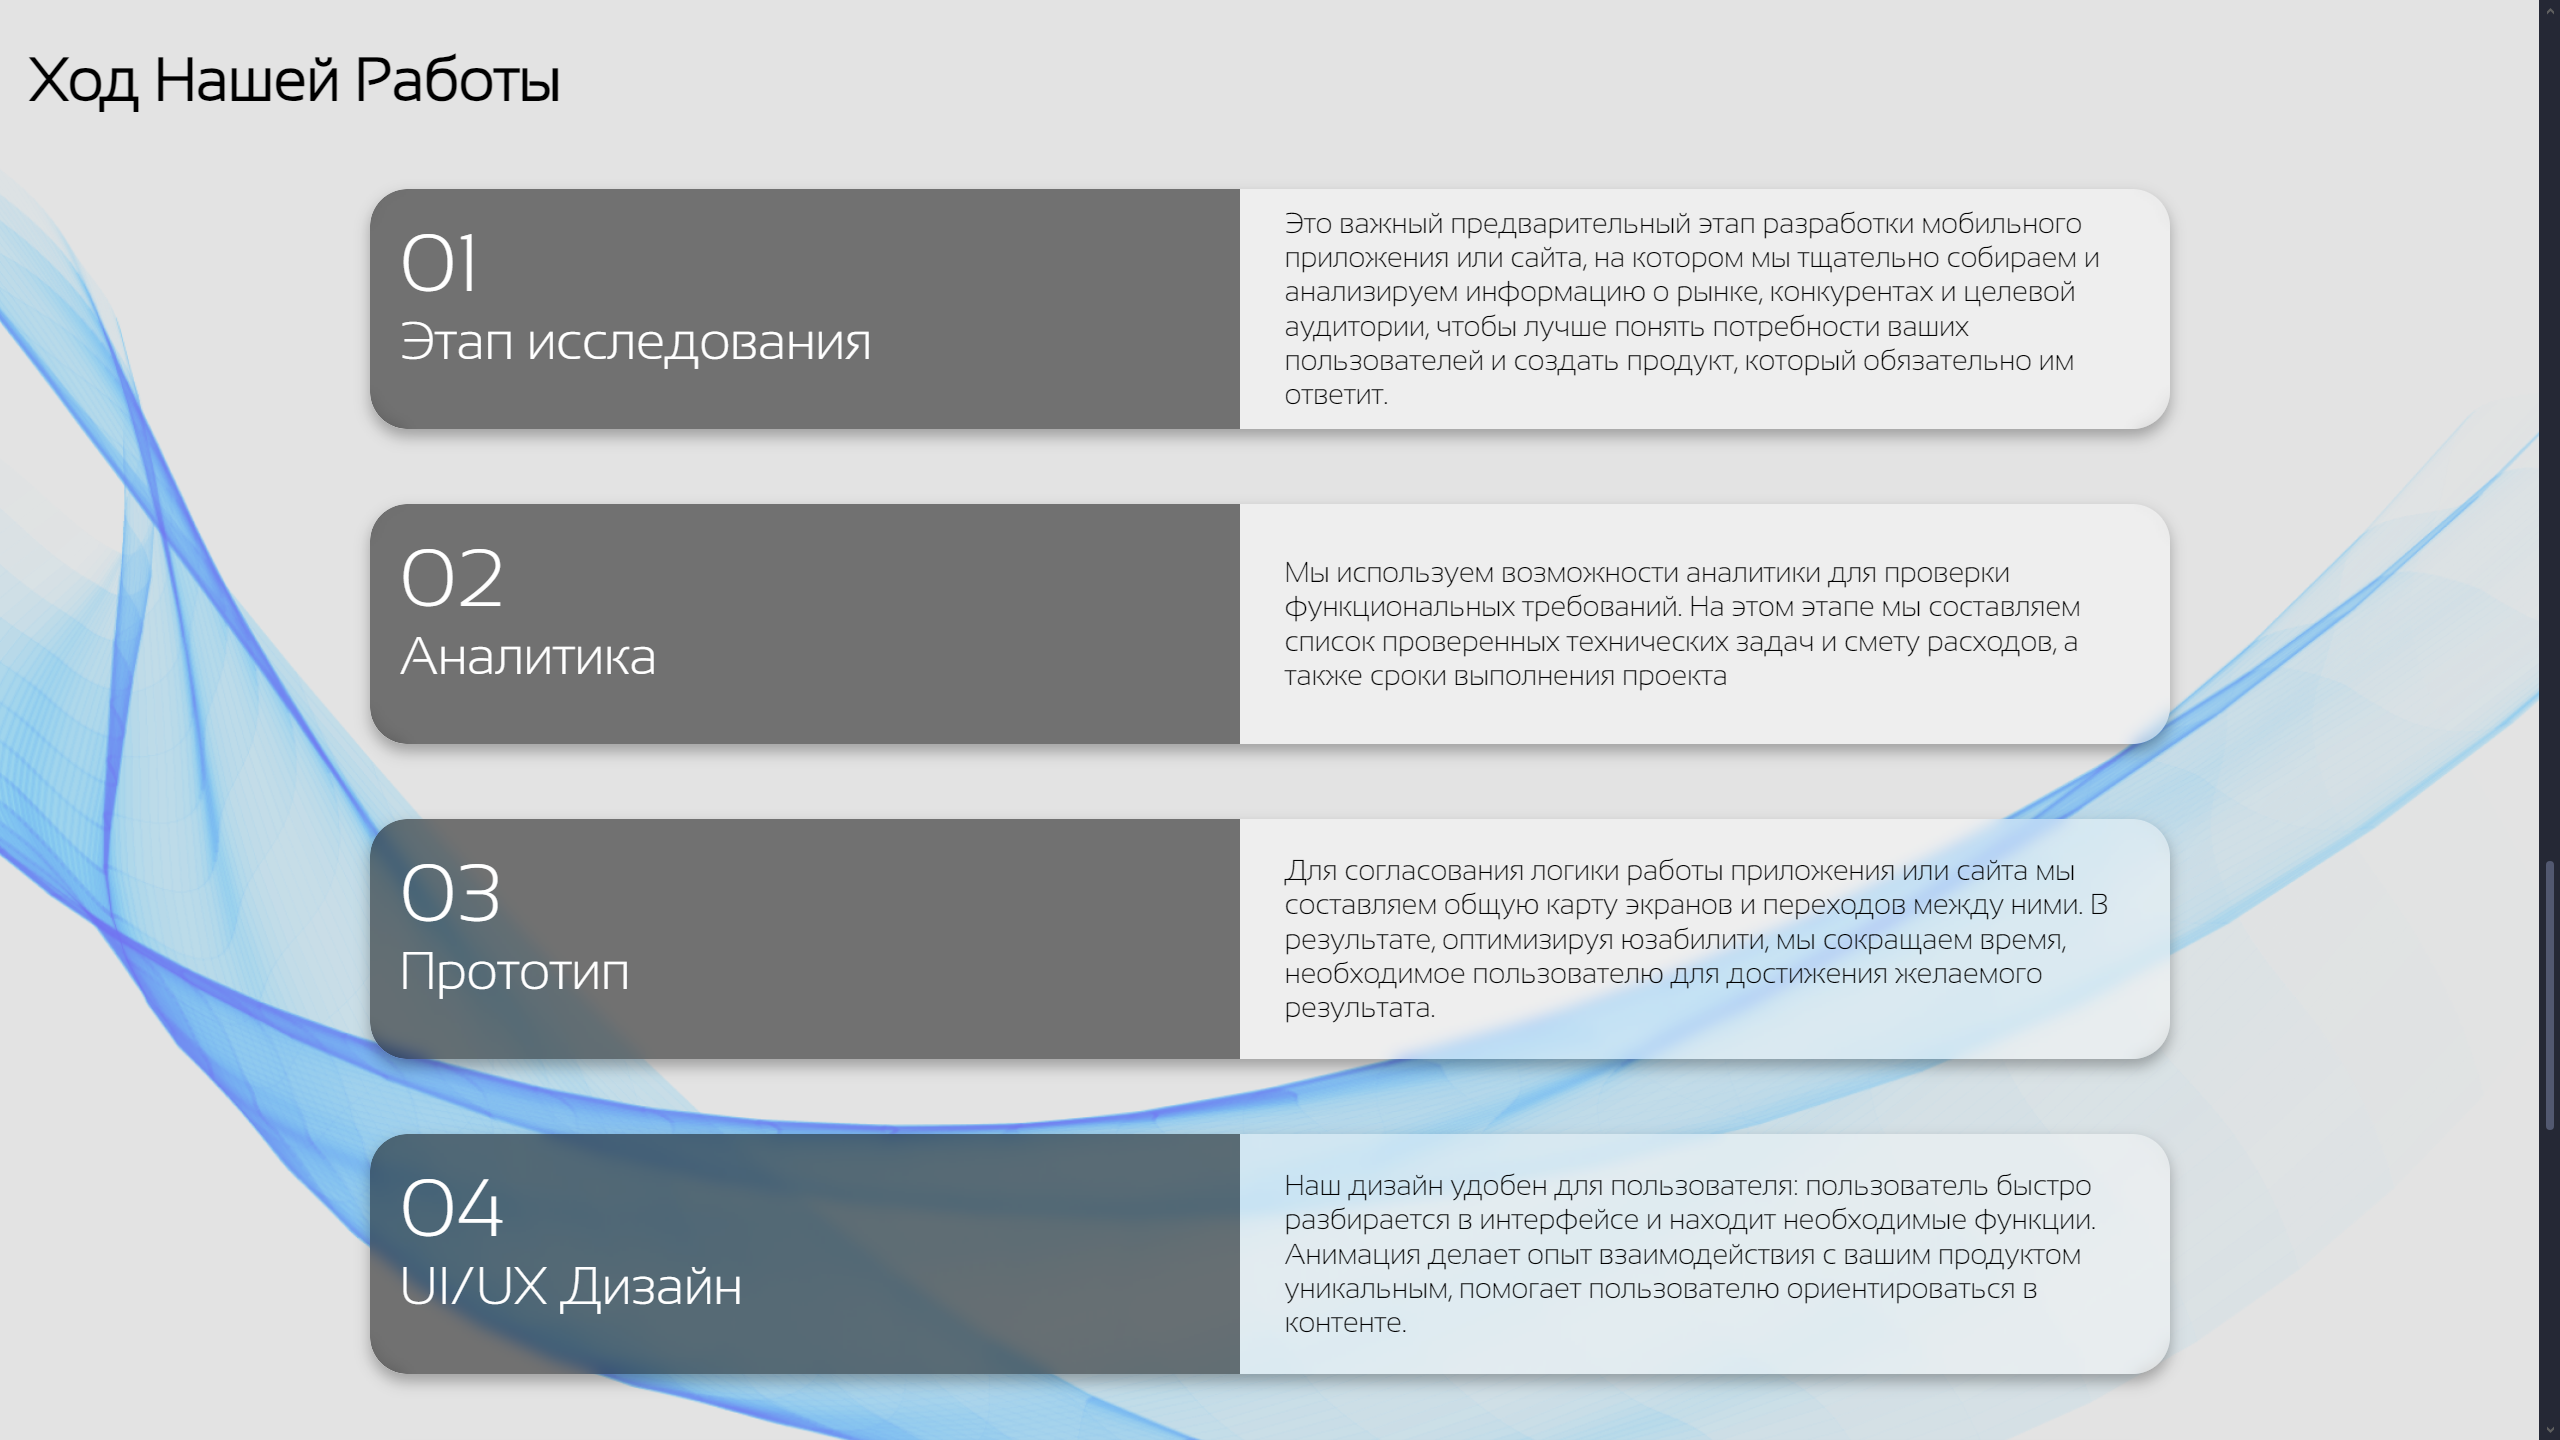 Ход Нашей Работы
01
Этап исследования
Это важный предварительный этап разработки мобильного
приложения или сайта, на котором мы тщательно собираем и
анализируем информацию о рынке, конкурентах и целевой
аудитории, чтобы лучше понять потребности ваших
пользователей и создать продукт, который обязательно им
ответит.
02
Аналитика
Мы используем возможности аналитики для проверки
функциональных требований. На этом этапе мы составляем
список проверенных технических задач и смету расходов, а
также сроки выполнения проекта
03
Прототип
Для согласования логики работы приложения или сайта мы
составляем общую карту экранов и переходов между ними. В
результате, оптимизируя юзабилити, мы сокращаем время,
необходимое пользователю для достижения желаемого
результата.
04
UI/UX Дизайн
Наш дизайн удобен для пользователя: пользователь быстро
разбирается в интерфейсе и находит необходимые функции.
Анимация делает опыт взаимодействия с вашим продуктом
уникальным, помогает пользователю ориентироваться в
контенте.